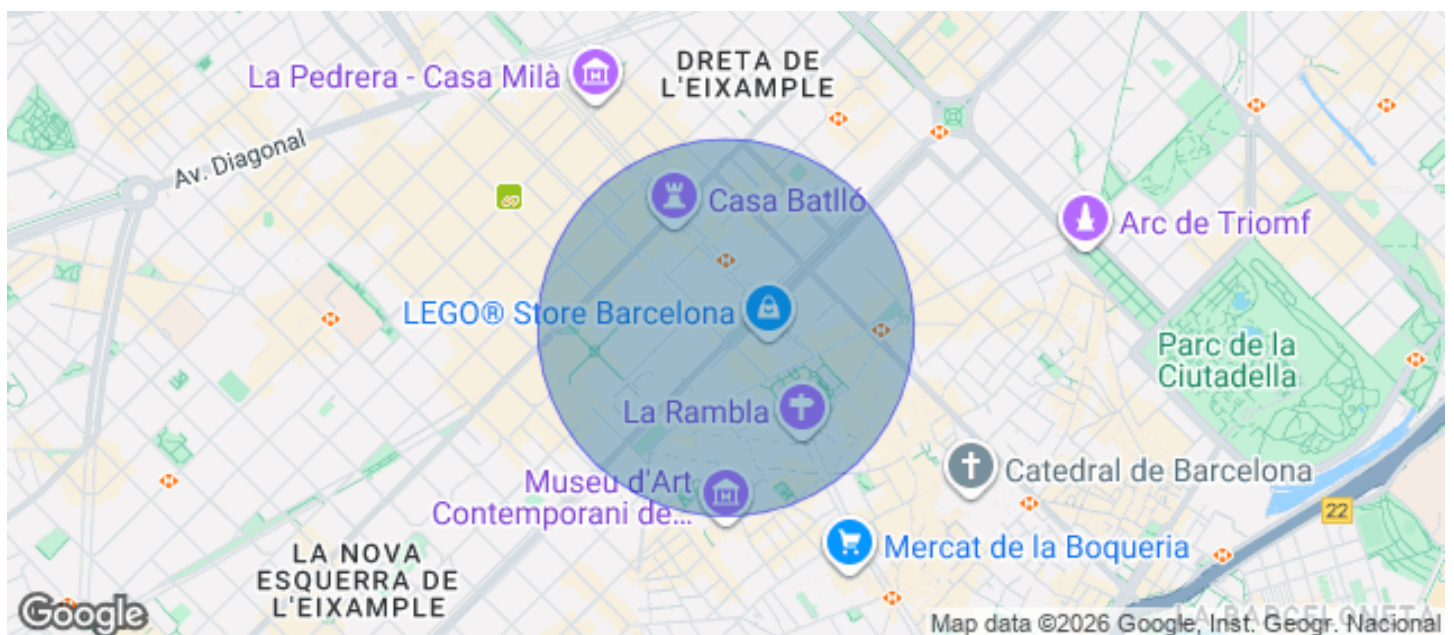 DRETA DE
L'EIXAMPLE
La Pedrera - Casa Milà
Av. Diagonal
Casa Batlló
Arc de Triomf
LEGO® Store Barcelona
Parc de la
Ciutadella
La Rambla
Catedral de Barcelona
Museu d'Art
Contemporani de...
22
Mercat de la Boqueria
LA NOVA
ESQUERRA DE
L'EIXAMPLE
LA BARCELONETA
Google
Map data ©2026 Google, Inst. Geogr. Nacional